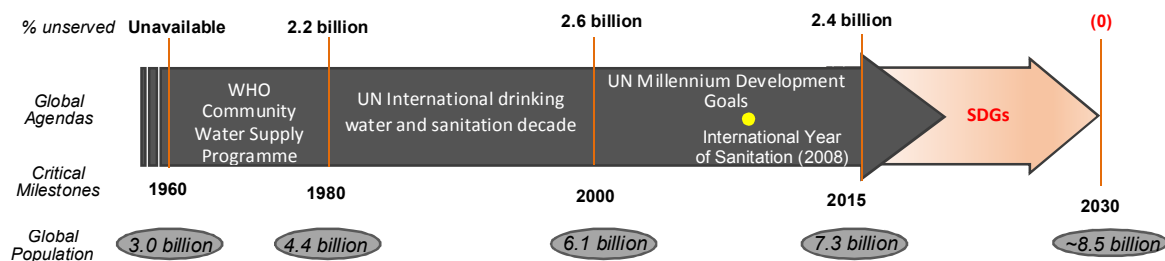 % unserved Unavailable 2.2 billion 2.6 billion 2.4 billion (0)
Global
Agendas
WHO
Community
Water Supply
Programme
UN International drinking
water and sanitation decade
UN Millennium Development
Goals
International Year
of Sanitation (2008)
SDGs
Critical
Milestones
1960 1980 2000 2015 2030
Global
Population
3.0 billion 4.4 billion 6.1 billion 7.3 billion ~8.5 billion